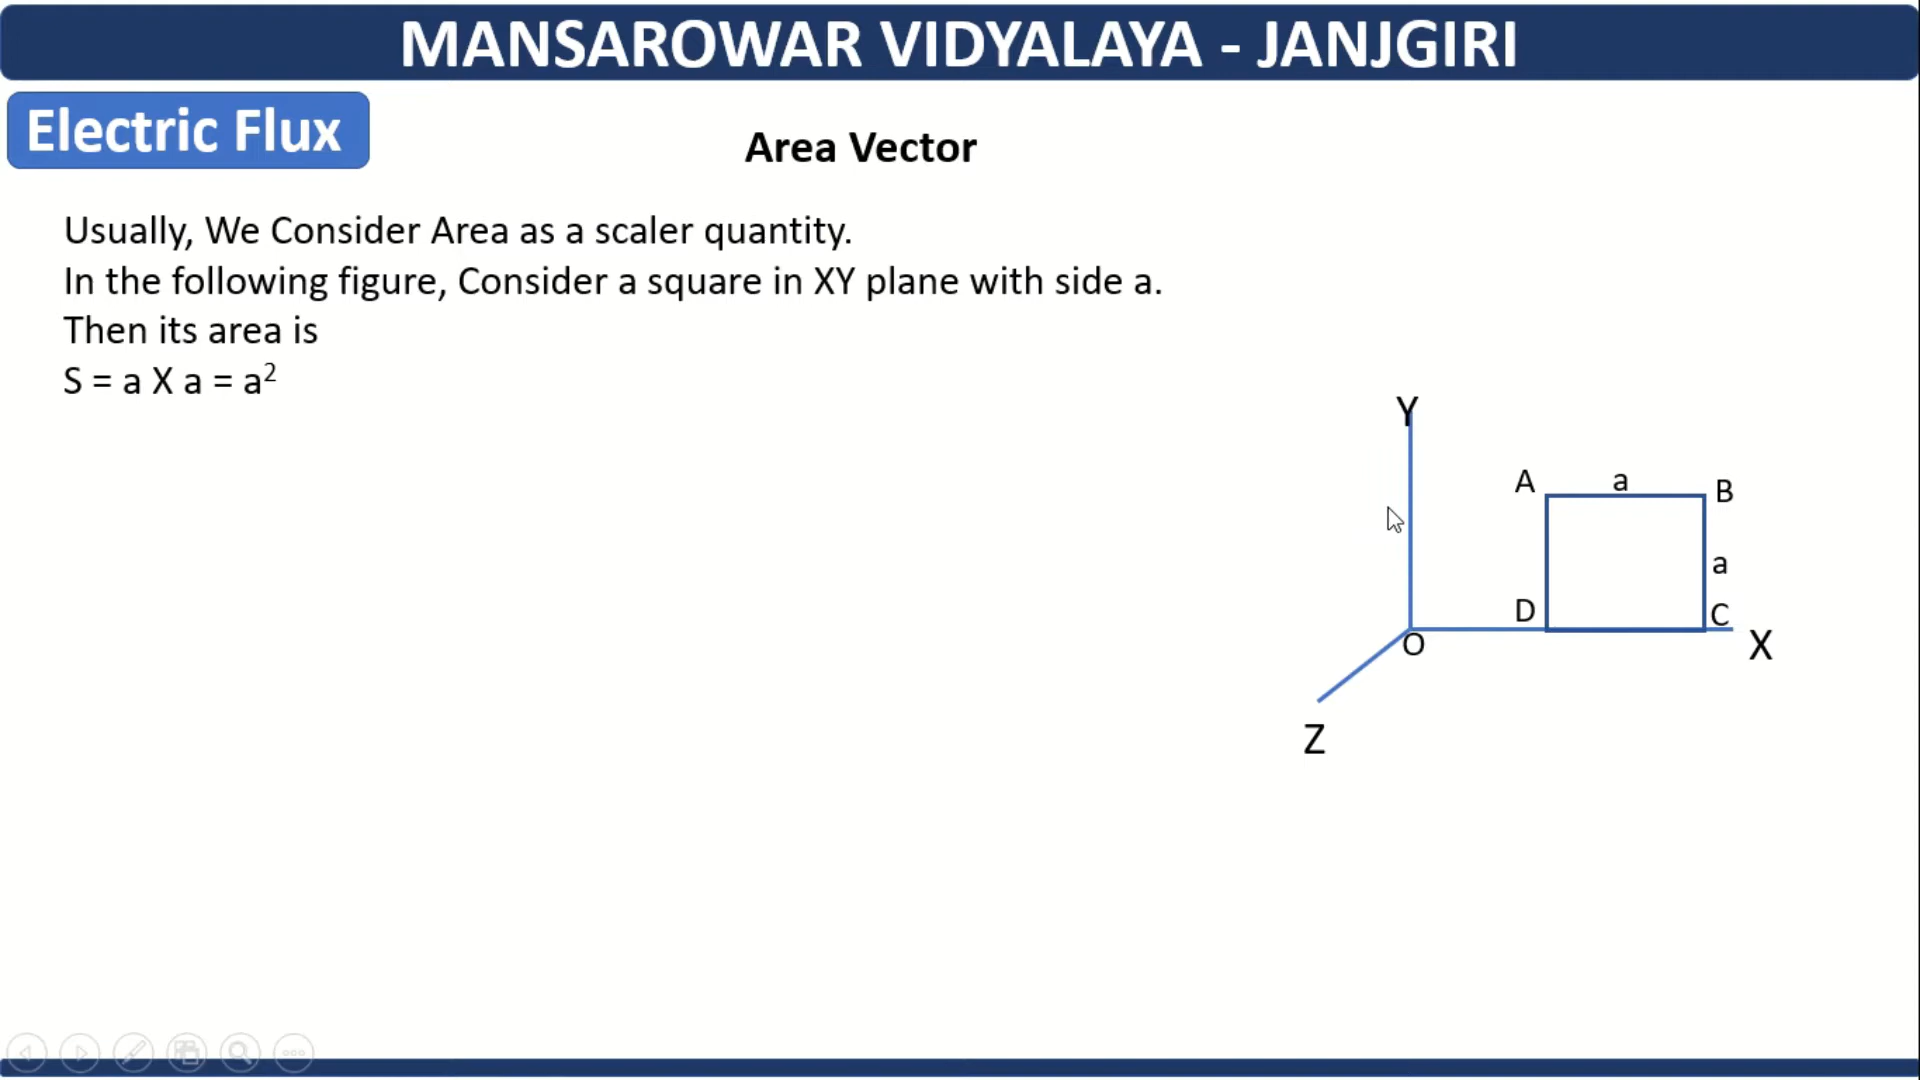 MANSAROWAR VIDYALAYA - JANJGIRI
Electric Flux
Area Vector
Usually, We Consider Area as a scaler quantity.
In the following figure, Consider a square in XY plane with side a.
Then its area is
S = a X a = a²
Y
A
a
B
a
D
C
O
X
Z